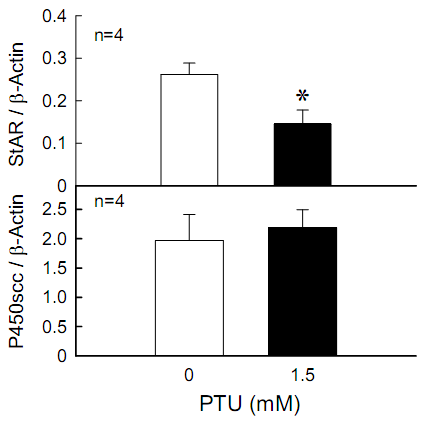 StAR / β-Actin
0.4
0.3
0.2
0.1
0
n=4
*
P450scc / β-Actin
2.5
2.0
1.5
1.0
0.5
0
n=4
0 1.5
PTU (mM)